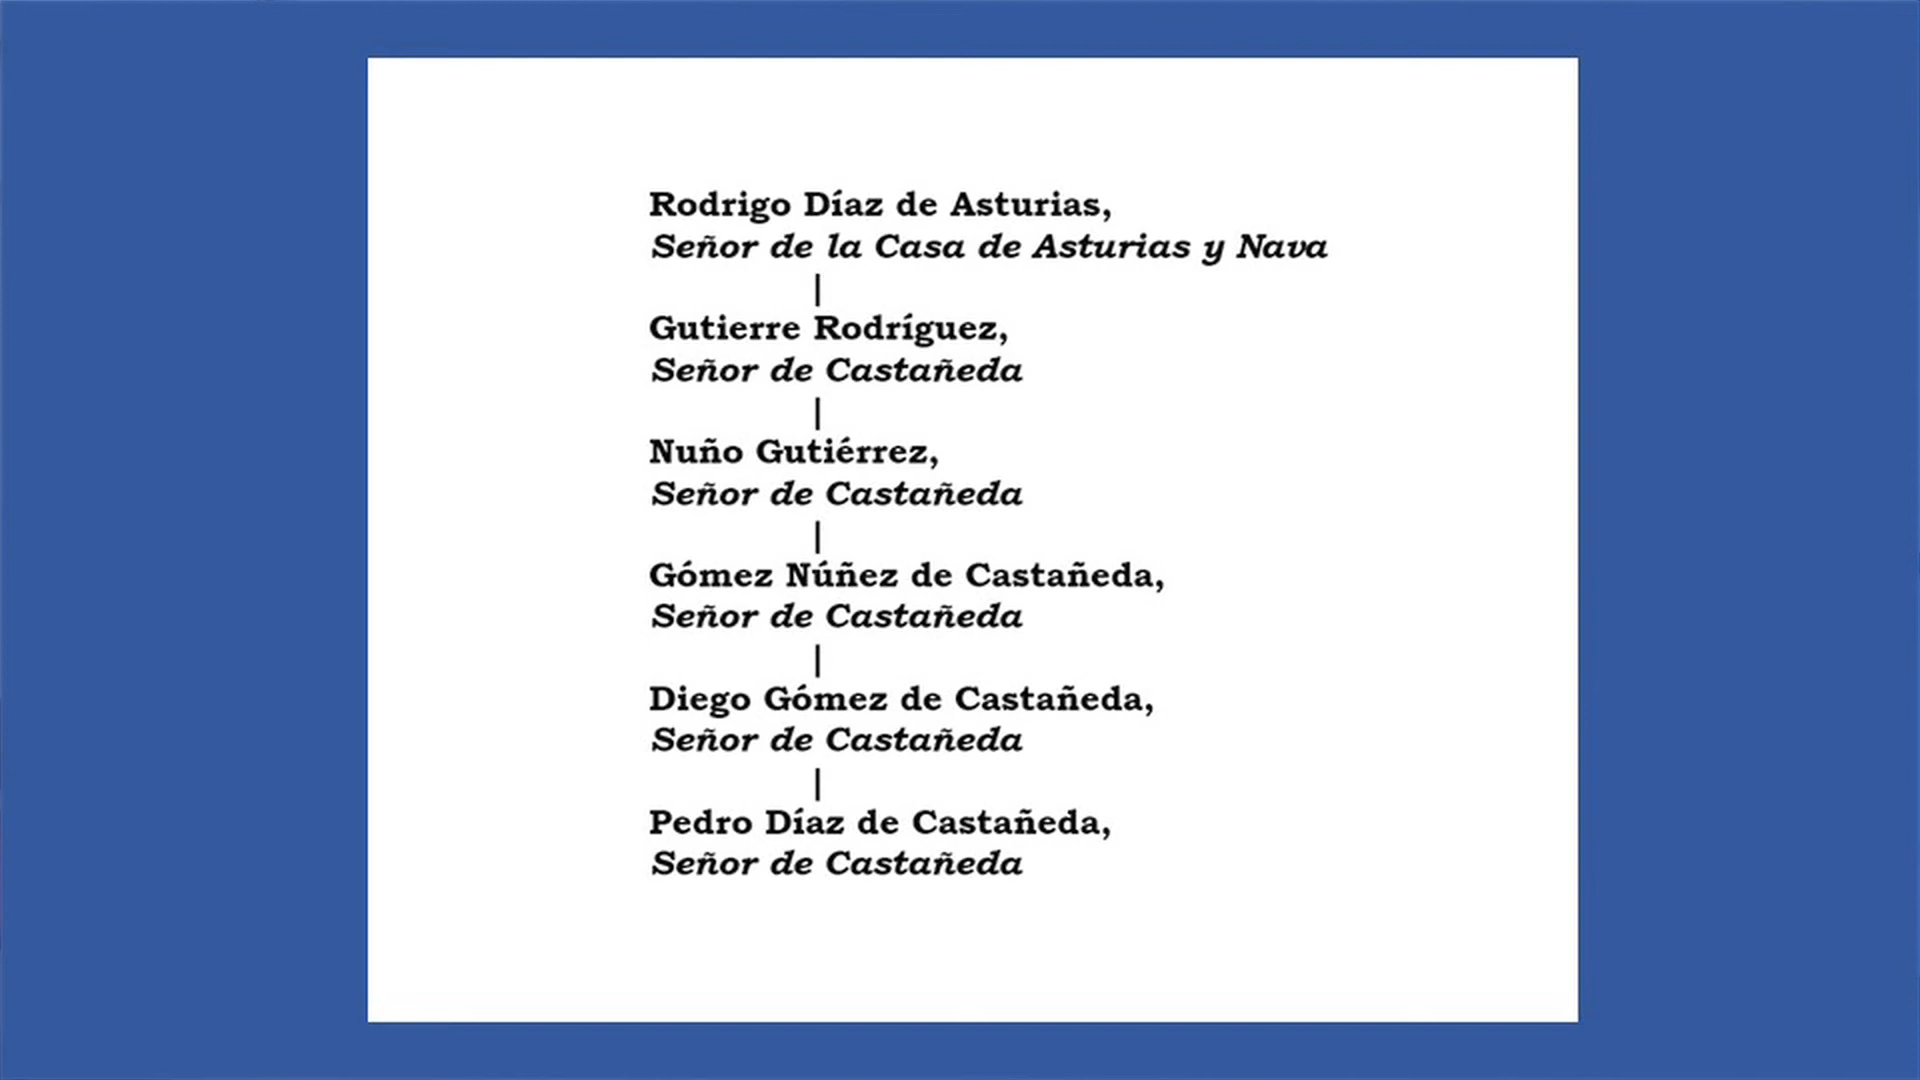 Rodrigo Díaz de Asturias,
Señor de la Casa de Asturias y Nava
Gutierre Rodríguez,
Señor de Castañeda
Nuño Gutiérrez,
Señor de Castañeda
Gómez Núñez de Castañeda,
Señor de Castañeda
Diego Gómez de Castañeda,
Señor de Castañeda
Pedro Díaz de Castañeda,
Señor de Castañeda